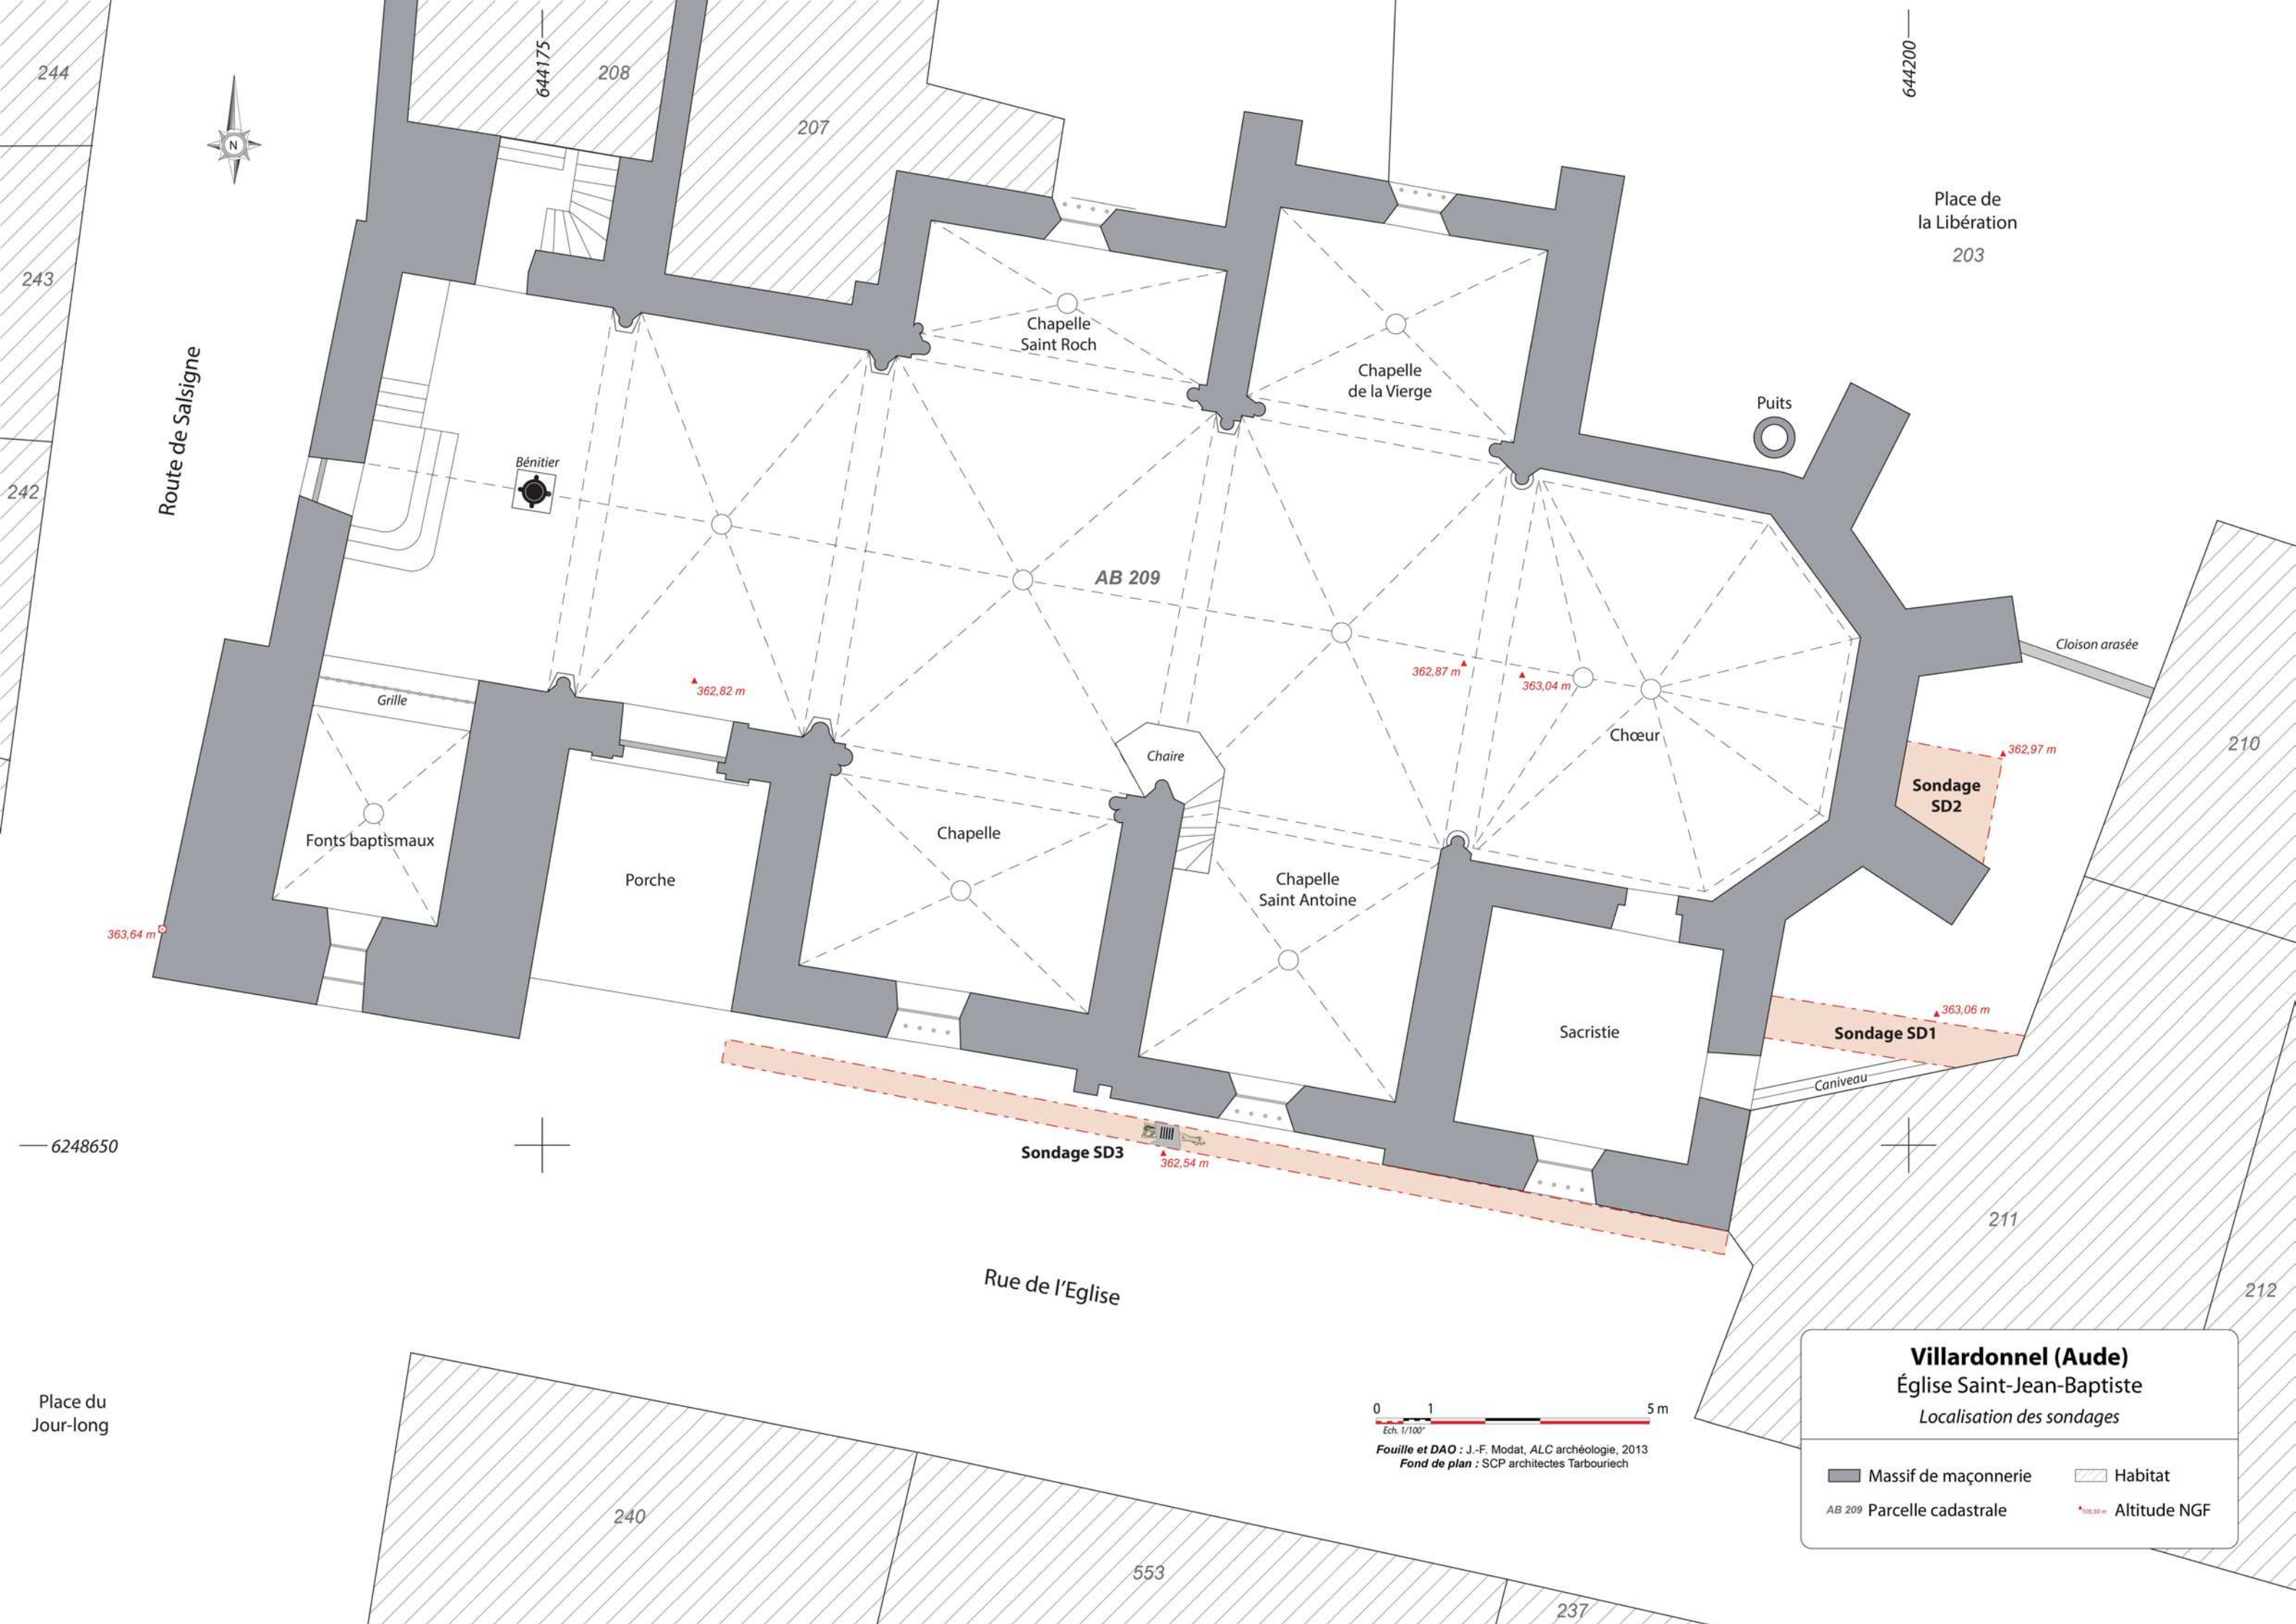 644175
644200
244
208
207
N
Place de
la Libération
203
243
Chapelle
Saint Roch
Chapelle
de la Vierge
Puits
Route de Salsigne
Bénitier
242
AB 209
Cloison arasée
362,87 m
363,04 m
362,82 m
Grille
Chœur
Chaire
210
362,97 m
Sondage
SD2
Fonts baptismaux
Chapelle
Porche
Chapelle
Saint Antoine
363,64 m
363,06 m
Sondage SD1
Sacristie
Caniveau
6248650
Sondage SD3
362,54 m
211
Rue de l'Eglise
212
Place du
Jour-long
0 1 5 m
Ech. 1/100°
Fouille et DAO : J.-F. Modat, ALC archéologie, 2013
Fond de plan : SCP architectes Tarbouriech
Villardonnel (Aude)
Église Saint-Jean-Baptiste
Localisation des sondages
Massif de maçonnerie
Habitat
AB 209 Parcelle cadastrale
Altitude NGF
240
553
237